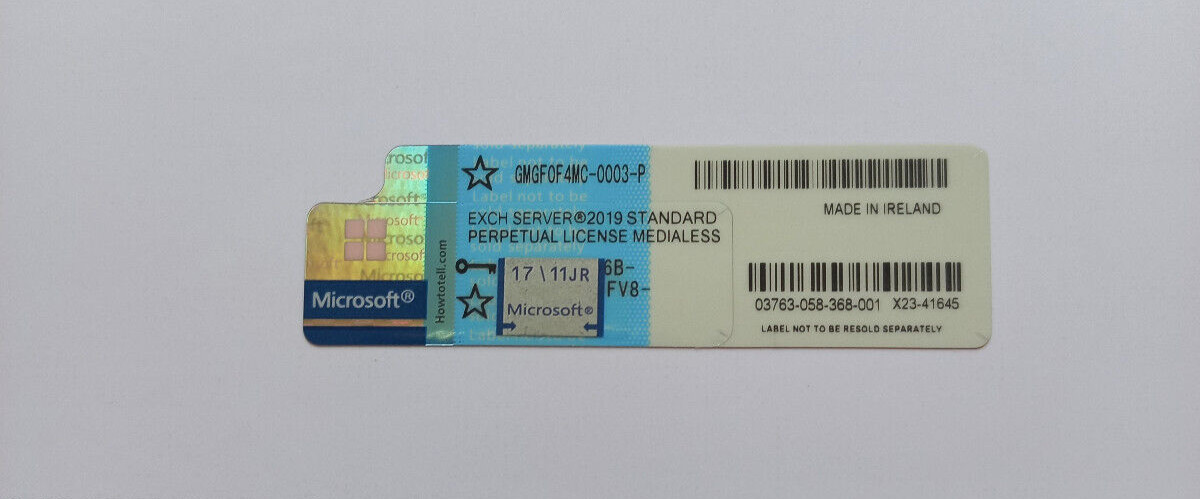 GMGF0F4MC-0003-P
EXCH SERVER®2019 STANDARD
PERPETUAL LICENSE MEDIALESS
6B-
FV8-
17 \ 11JR
Microsoft®
Microsoft®
Howtotell.com
MADE IN IRELAND
03763-058-368-001 X23-41645
LABEL NOT TO BE RESOLD SEPARATELY